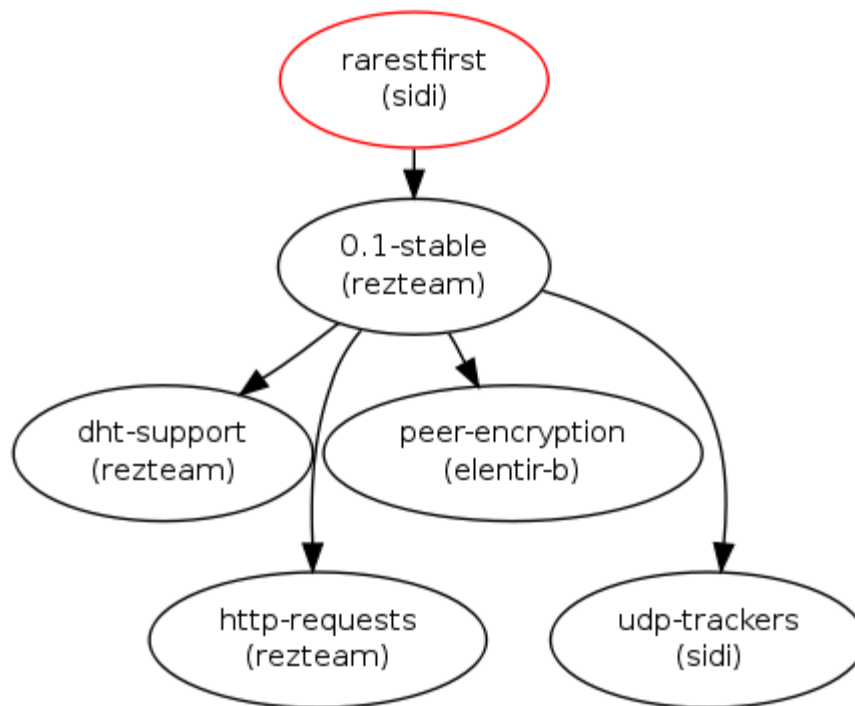 rarestfirst
(sidi)
0.1-stable
(rezteam)
dht-support
(rezteam)
peer-encryption
(elentir-b)
http-requests
(rezteam)
udp-trackers
(sidi)